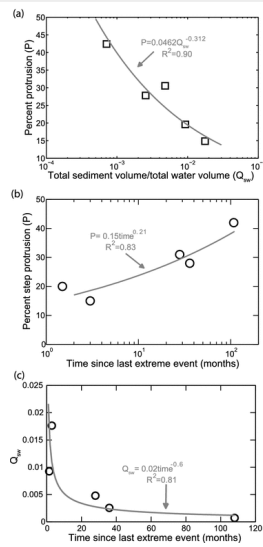 (a)
50
45
40
35
30
25
20
15
10
Percent protrusion (P)
P=0.0462Qsw^-0.312
R²=0.90
10^-4 10^-3 10^-2 10^-1
Total sediment volume/total water volume (Qsw)
(b)
50
40
30
20
10
0
Percent step protrusion (P)
P= 0.15time^0.21
R²=0.83
10^0 10^1 10^2
Time since last extreme event (months)
(c)
0.025
0.02
0.015
0.01
0.005
0
Qsw
Qsw= 0.02time^-0.6
R²=0.81
0 20 40 60 80 100 120
Time since last extreme event (months)